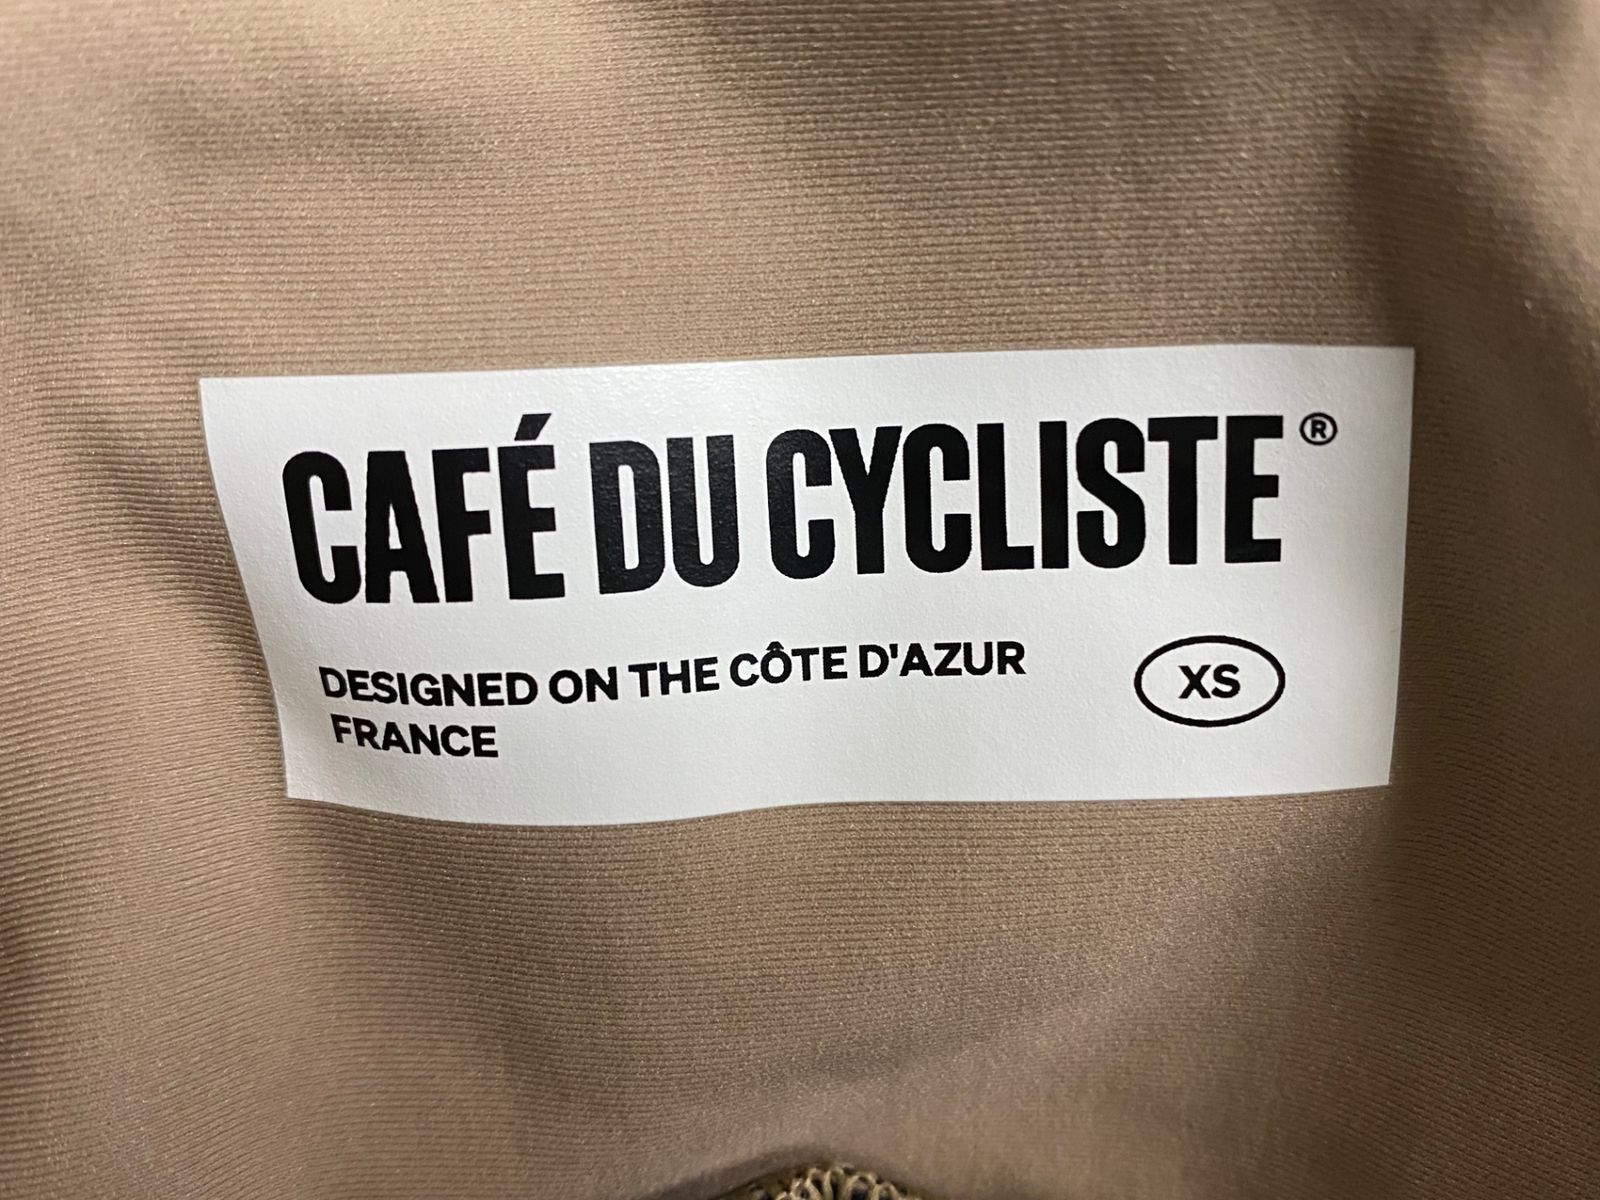 CAFÉ DU CYCLISTE®
DESIGNED ON THE CÔTE D'AZUR
FRANCE
XS